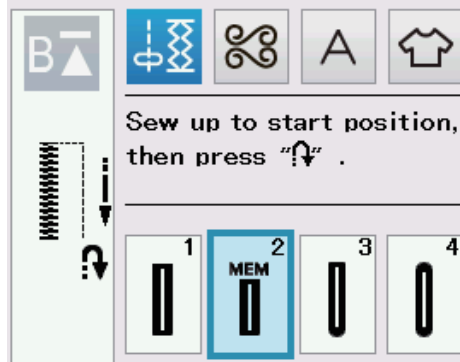 B
A
Sew up to start position,
then press "↷" .
1
2
3
4
MEM